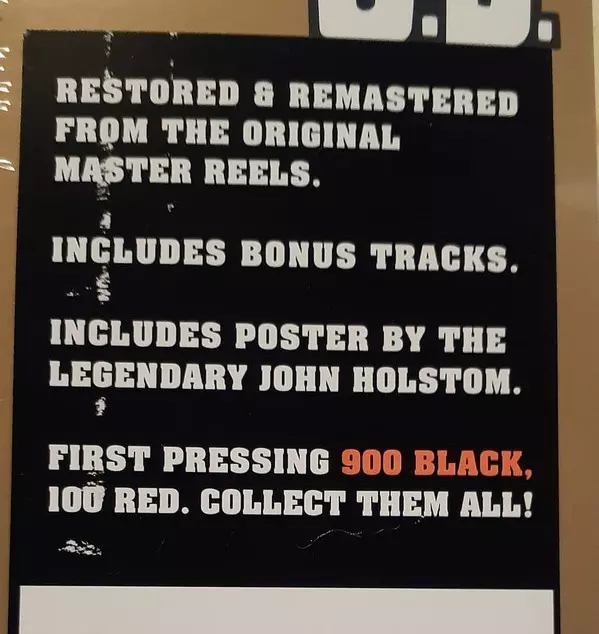 RESTORED & REMASTERED
FROM THE ORIGINAL
MASTER REELS.
INCLUDES BONUS TRACKS.
INCLUDES POSTER BY THE
LEGENDARY JOHN HOLSTOM.
FIRST PRESSING 900 BLACK,
100 RED. COLLECT THEM ALL!